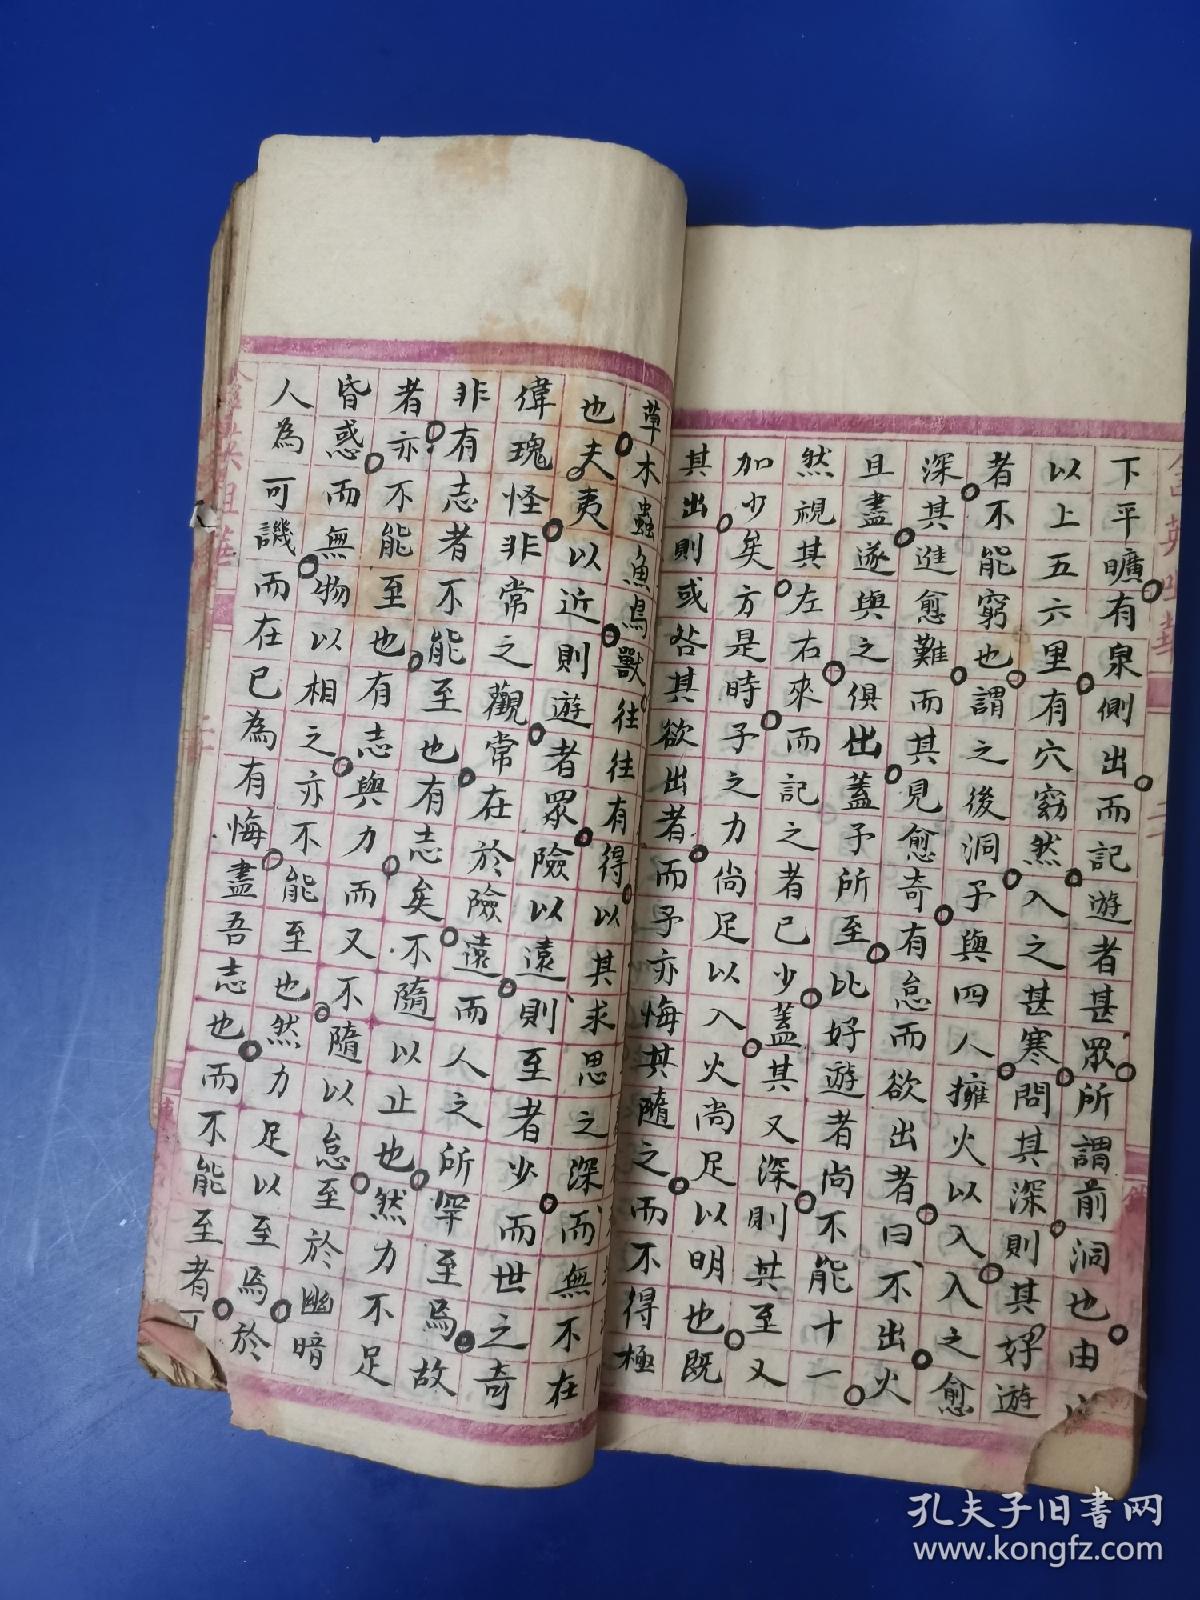 下平曠有泉側出而記遊者甚眾所謂前洞也由
以上五六里有穴窈然入之甚寒問其深則其好遊
者不能窮也謂之後洞予與四人擁火以入入之愈
深其進愈難而其見愈奇有怠而欲出者曰不出火
且盡遂與之俱出蓋予所至比好遊者尚不能十一
然視其左右來而記之者已少蓋其又深則其至又
加少矣方是時予之力尚足以入火尚足以明也既
其出則或咎其欲出者而予亦悔其隨之而不得極
草木蟲魚鳥獸往往有得以其求思之深而無不在
也夫夷以近則遊者眾險以遠則至者少而世之奇
偉瑰怪非常之觀常在於險遠而人之所罕至焉故
非有志者不能至也有志矣不隨以止也然力不足
者亦不能至也有志與力而又不隨以怠至於幽暗
昏惑而無物以相之亦不能至也然力足以至焉於
人為可譏而在已為有悔盡吾志也而不能至者可
含英咀華
孔夫子旧书网
www.kongfz.com